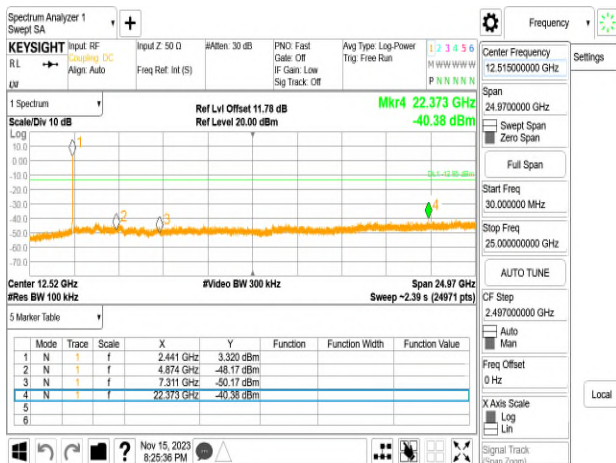 Spectrum Analyzer 1
Swept SA
+
Frequency
KEYSIGHT
RL
LXI
Input: RF
Coupling: DC
Align: Auto
Input Z: 50 Ω
Freq Ref: Int (S)
#Atten: 30 dB
PNO: Fast
Gate: Off
IF Gain: Low
Sig Track: Off
Avg Type: Log-Power
Trig: Free Run
1 2 3 4 5 6
M W W W W W
P N N N N N
Center Frequency
12.515000000 GHz
Settings
Span
24.9700000 GHz
Swept Span
Zero Span
Full Span
Start Freq
30.000000 MHz
Stop Freq
25.000000000 GHz
AUTO TUNE
CF Step
2.497000000 GHz
Auto
Man
Freq Offset
0 Hz
X Axis Scale
Log
Lin
Signal Track
(Span Zoom)
Local
1 Spectrum
Scale/Div 10 dB
Ref Lvl Offset 11.78 dB
Ref Level 20.00 dBm
Mkr4 22.373 GHz
-40.38 dBm
Log
10.0
0.00
-10.0
-20.0
-30.0
-40.0
-50.0
-60.0
-70.0
1
2
3
4
Center 12.52 GHz
#Res BW 100 kHz
#Video BW 300 kHz
Span 24.97 GHz
Sweep ~2.39 s (24971 pts)
5 Marker Table
Mode Trace Scale X Y Function Function Width Function Value
1 N 1 f 2.441 GHz 3.320 dBm
2 N 1 f 4.874 GHz -48.17 dBm
3 N 1 f 7.311 GHz -50.17 dBm
4 N 1 f 22.373 GHz -40.38 dBm
5
6
?
Nov 15, 2023
8:25:36 PM